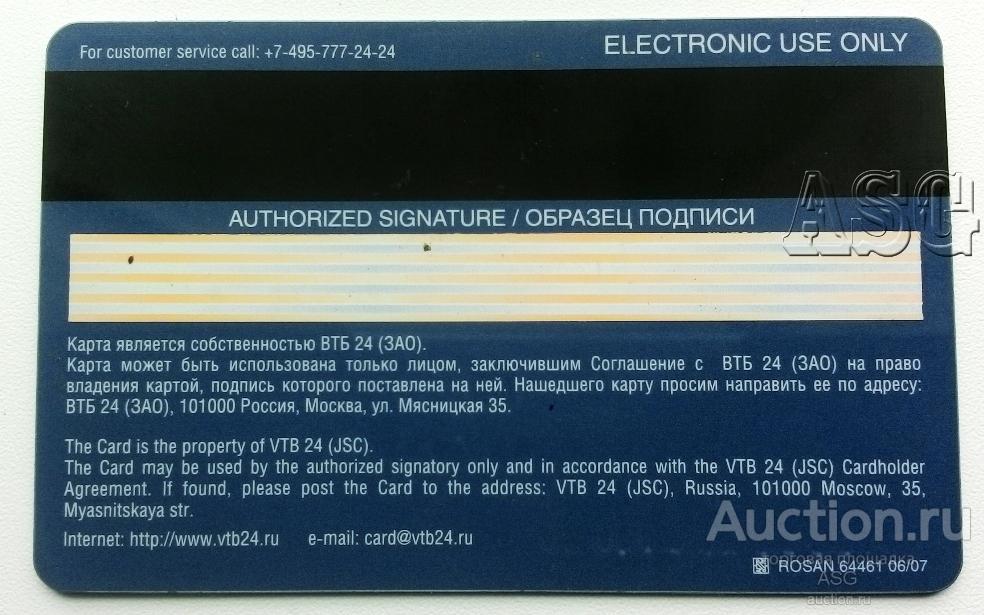 For customer service call: +7-495-777-24-24
ELECTRONIC USE ONLY
ASG
AUTHORIZED SIGNATURE / ОБРАЗЕЦ ПОДПИСИ
Карта является собственностью ВТБ 24 (ЗАО).
Карта может быть использована только лицом, заключившим Соглашение с ВТБ 24 (ЗАО) на право
владения картой, подпись которого поставлена на ней. Нашедшего карту просим направить ее по адресу:
ВТБ 24 (ЗАО), 101000 Россия, Москва, ул. Мясницкая 35.
The Card is the property of VTB 24 (JSC).
The Card may be used by the authorized signatory only and in accordance with the VTB 24 (JSC) Cardholder
Agreement. If found, please post the Card to the address: VTB 24 (JSC), Russia, 101000 Moscow, 35,
Myasnitskaya str.
Internet: http://www.vtb24.ru e-mail: card@vtb24.ru
Auction.ru
торговая площадка
ROSAN 64461 06/07
ASG
auction.ru